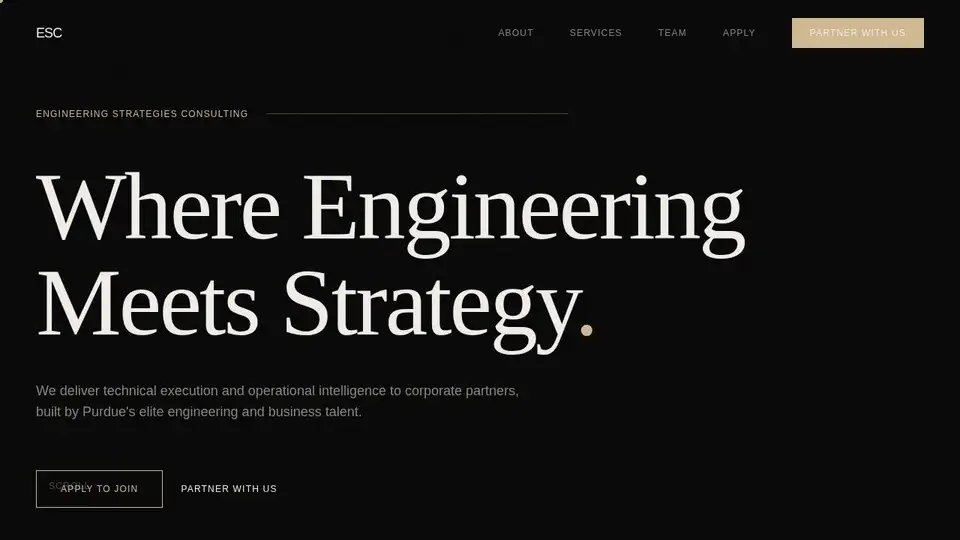 ESC
ABOUT
SERVICES
TEAM
APPLY
PARTNER WITH US
ENGINEERING STRATEGIES CONSULTING
Where Engineering
Meets Strategy.
We deliver technical execution and operational intelligence to corporate partners,
built by Purdue's elite engineering and business talent.
SCROLL
APPLY TO JOIN
PARTNER WITH US